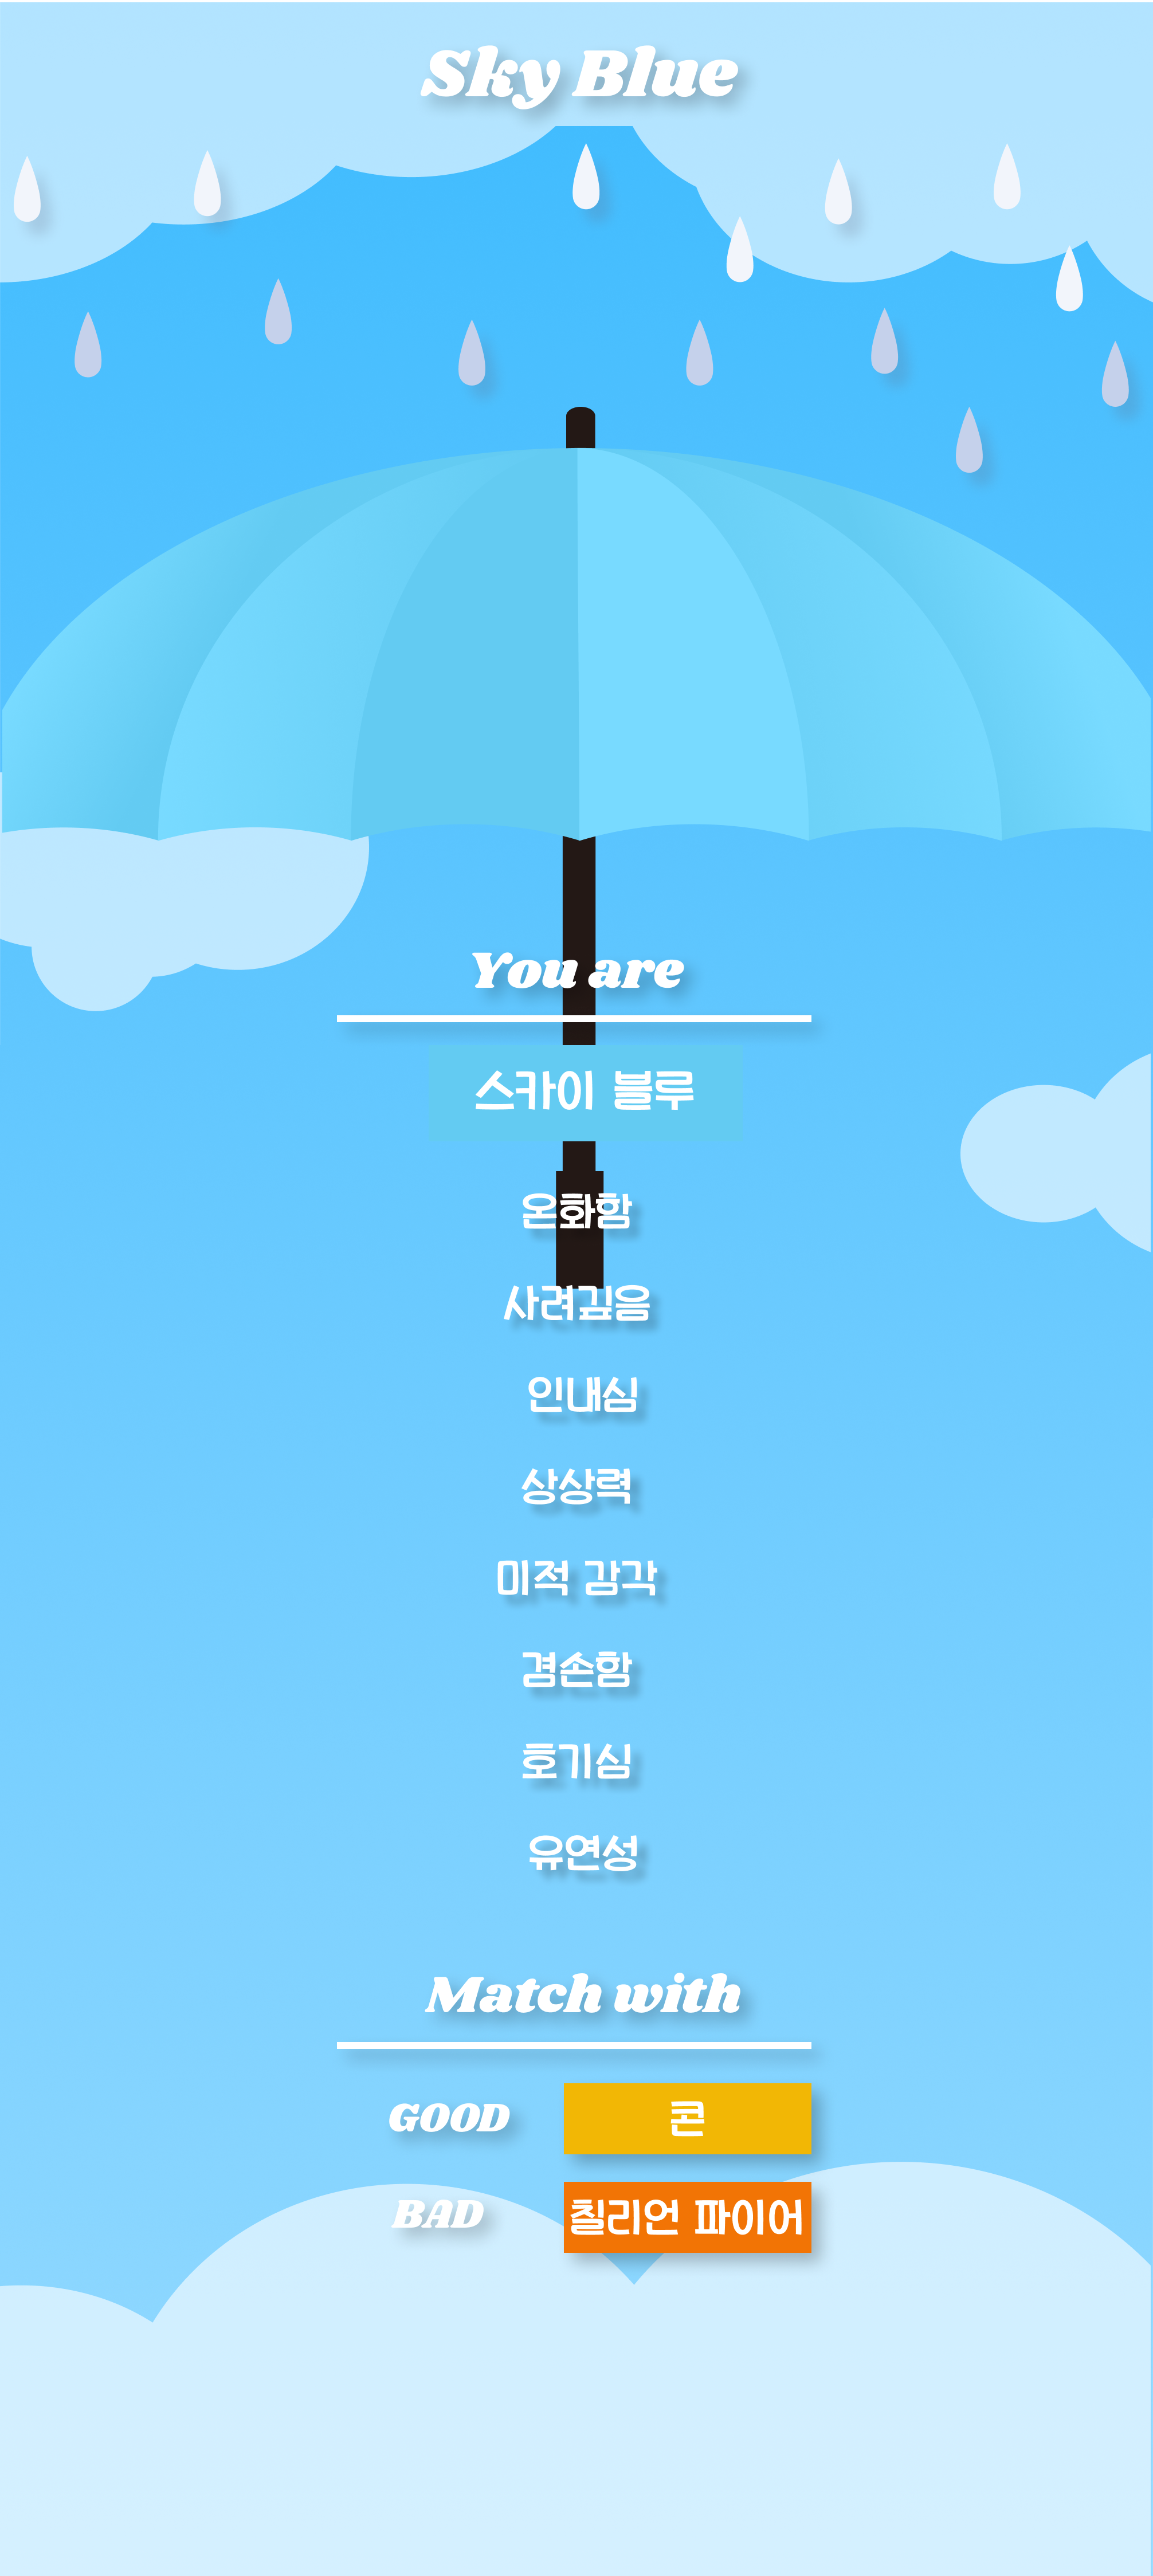 Sky Blue
You are
스카이 블루
온화함
사려깊음
인내심
상상력
미적 감각
겸손함
호기심
유연성
Match with
GOOD 콘
BAD 칠리언 파이어